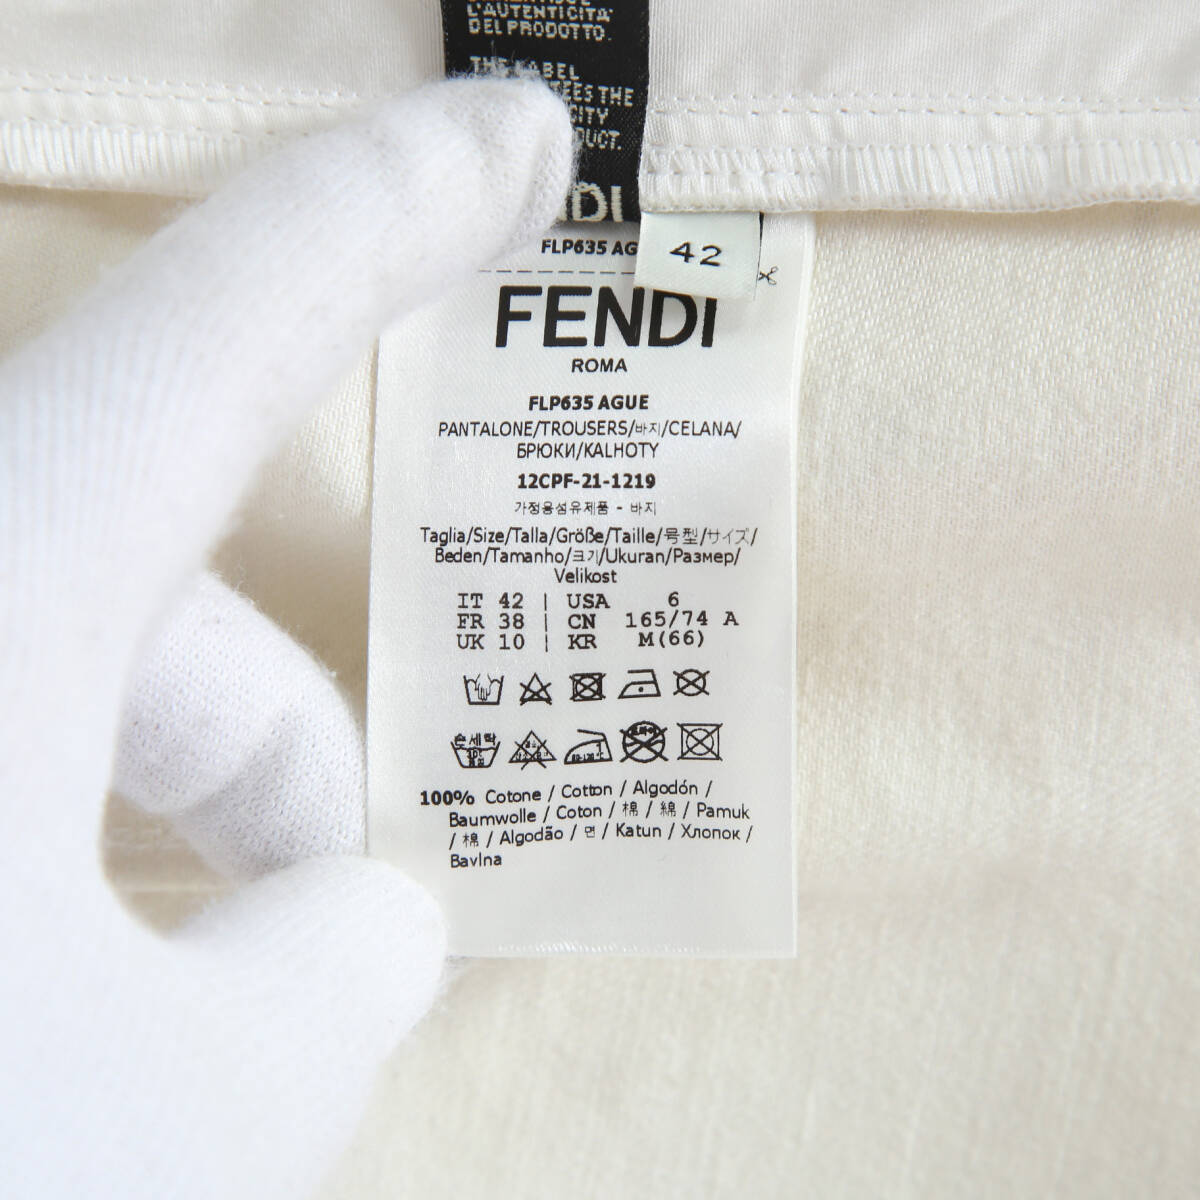 L'AUTENTICITA'
DEL PRODOTTO.
THE LABEL
THE
PRODUCT.
FLP635
42
FENDI
ROMA
FLP635 AGUE
PANTALONE/TROUSERS/바지/CELANA/
БРЮКИ/KALHOTY
12CPF-21-1219
가정용섬유제품 - 바지
Taglia/Size/Talla/Größe/Taille/号型/サイズ/
Beden/Tamanho/크기/Ukuran/Размер/
Velikost
IT 42 | USA 6
FR 38 | CN 165/74 A
UK 10 | KR M(66)
손세탁
100% Cotone / Cotton / Algodón /
Baumwolle / Coton / 棉 / 綿 / Pamuk
/ 棉 / Algodão / 면 / Katun / Хлопок /
Bavlna